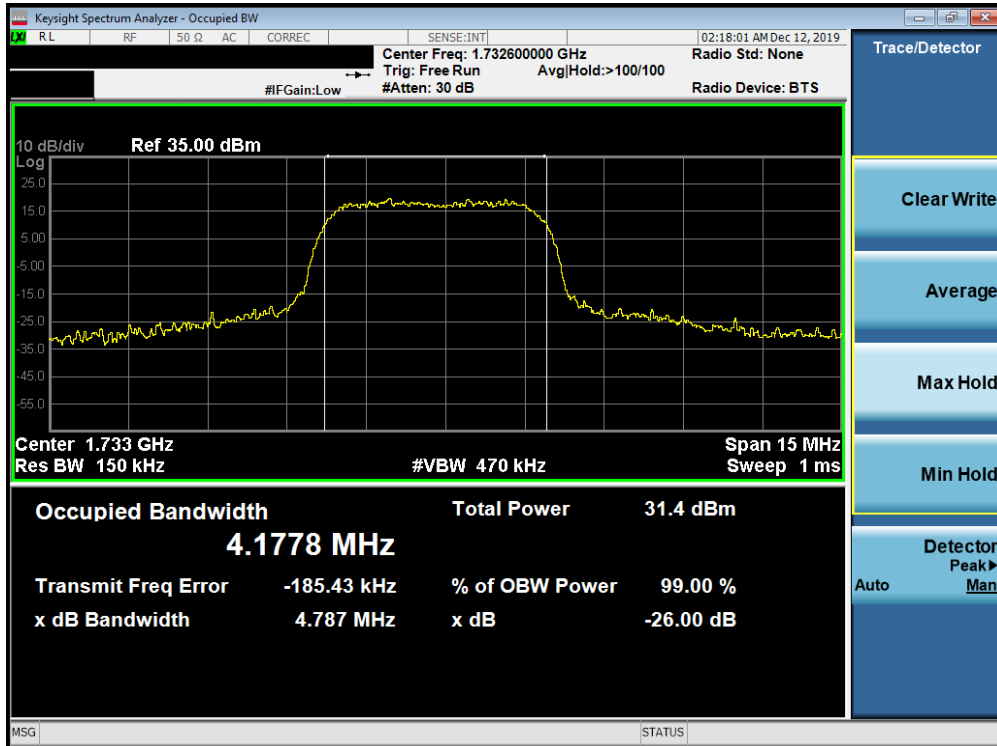 Keysight Spectrum Analyzer - Occupied BW
LXI RL RF 50 Ω AC CORREC SENSE:INT 02:18:01 AM Dec 12, 2019
Center Freq: 1.732600000 GHz Radio Std: None
Trig: Free Run Avg|Hold:>100/100
#IFGain:Low #Atten: 30 dB Radio Device: BTS
10 dB/div Ref 35.00 dBm
Log
25.0
15.0
5.00
-5.00
-15.0
-25.0
-35.0
-45.0
-55.0
Center 1.733 GHz Span 15 MHz
Res BW 150 kHz #VBW 470 kHz Sweep 1 ms
Occupied Bandwidth Total Power 31.4 dBm
4.1778 MHz
Transmit Freq Error -185.43 kHz % of OBW Power 99.00 %
x dB Bandwidth 4.787 MHz x dB -26.00 dB
MSG STATUS
Trace/Detector
Clear Write
Average
Max Hold
Min Hold
Detector
Peak▶
Auto Man